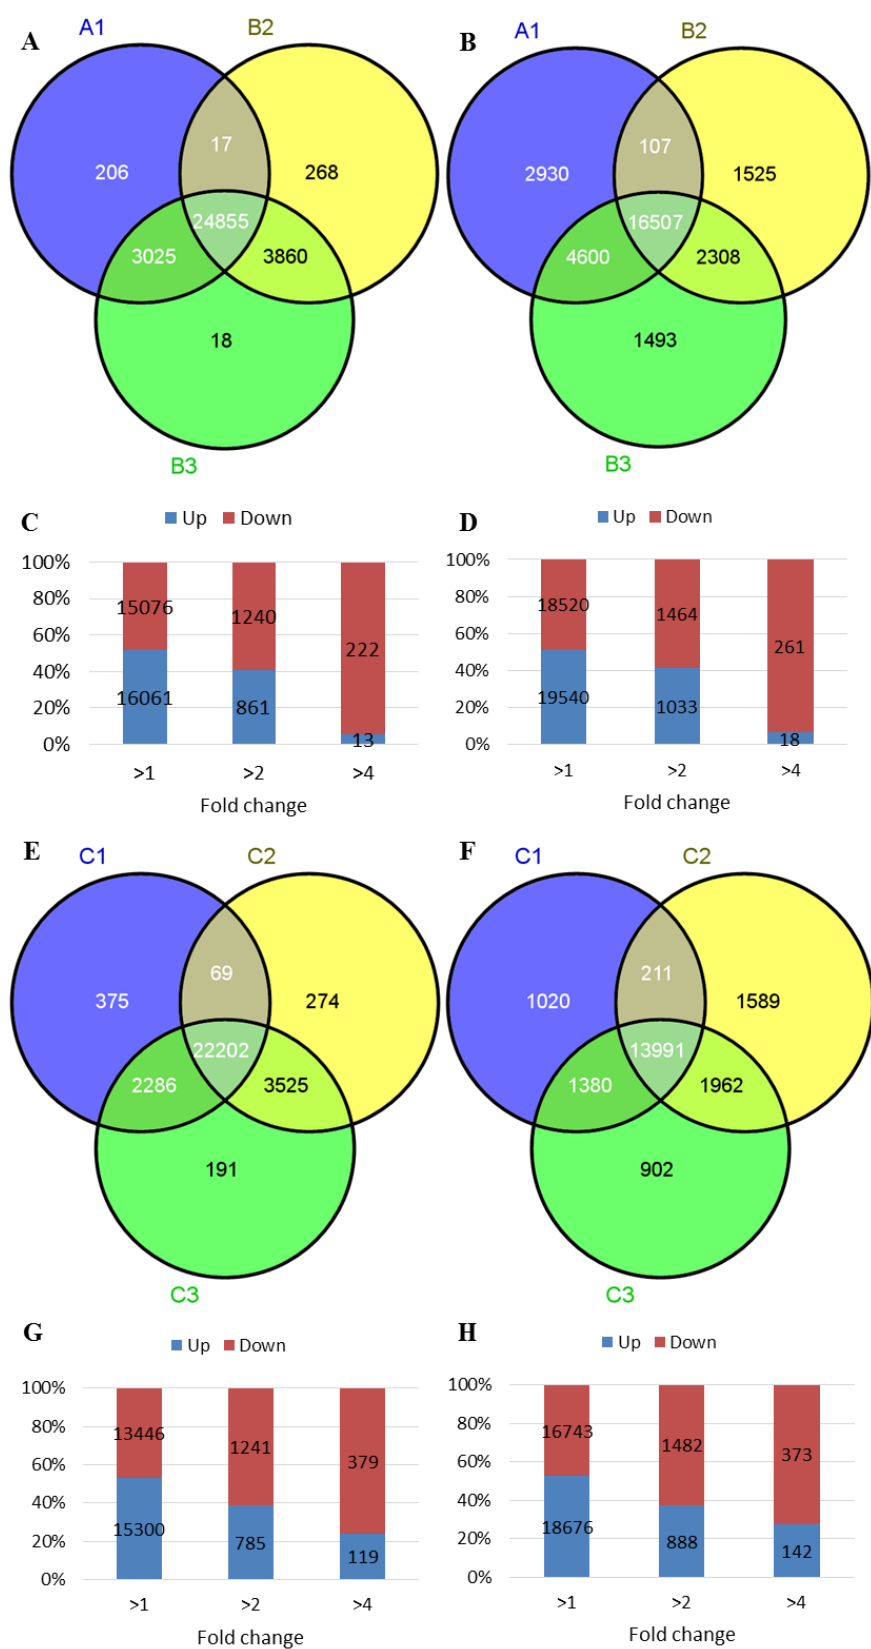 A
A1
B2
206
17
268
24855
3025
3860
18
B3
B
A1
B2
2930
107
1525
16507
4600
2308
1493
B3
C
Up
Down
100%
80%
60%
40%
20%
0%
15076
1240
222
16061
861
13
>1
>2
>4
Fold change
D
Up
Down
100%
80%
60%
40%
20%
0%
18520
1464
261
19540
1033
18
>1
>2
>4
Fold change
E
C1
C2
375
69
274
22202
2286
3525
191
C3
F
C1
C2
1020
211
1589
13991
1380
1962
902
C3
G
Up
Down
100%
80%
60%
40%
20%
0%
13446
1241
379
15300
785
119
>1
>2
>4
Fold change
H
Up
Down
100%
80%
60%
40%
20%
0%
16743
1482
373
18676
888
142
>1
>2
>4
Fold change